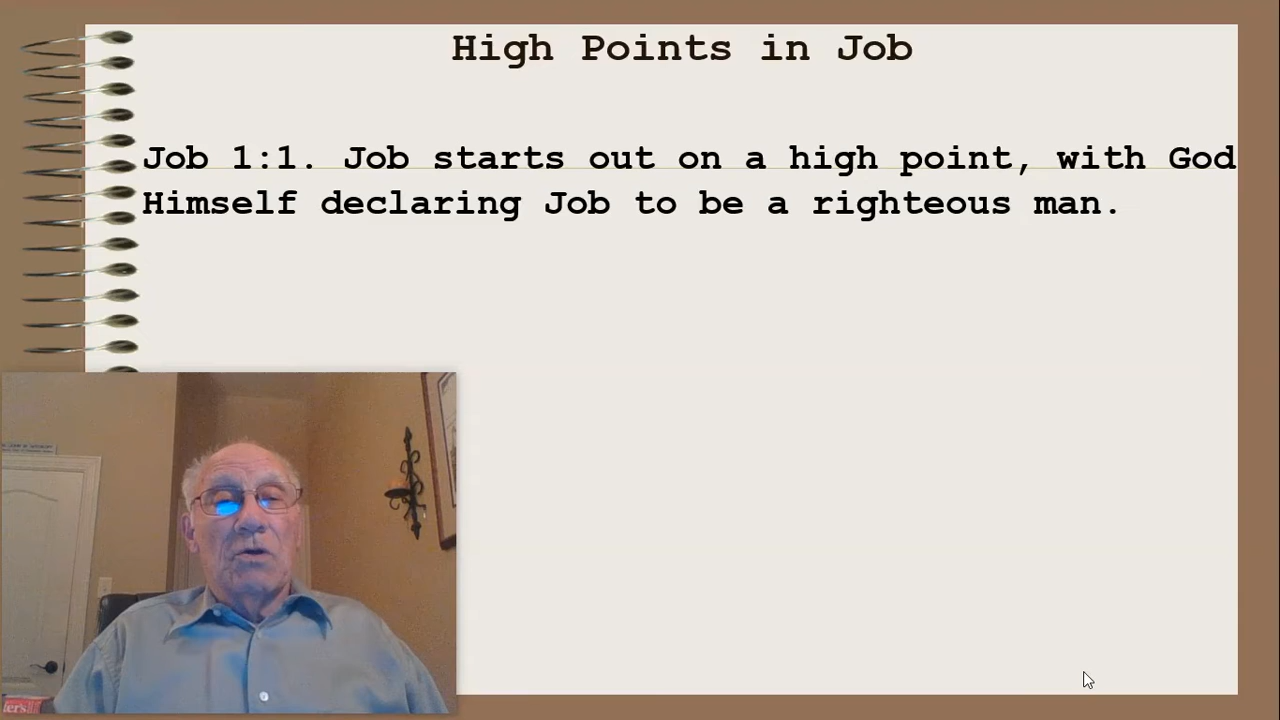 High Points in Job
Job 1:1. Job starts out on a high point, with God
Himself declaring Job to be a righteous man.
ter's